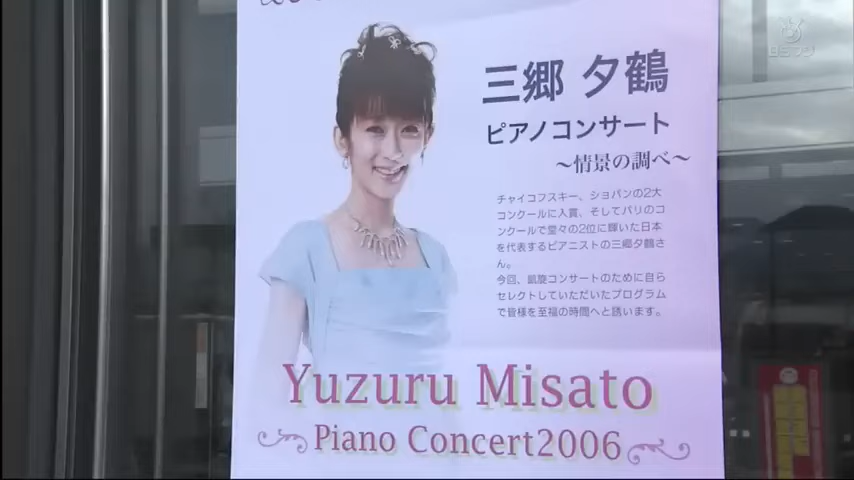 三郷 夕鶴
ピアノコンサート
～情景の調べ～
チャイコフスキー、ショパンの2大
コンクールに入賞、そしてパリのコ
ンクールで堂々の2位に輝いた日本
を代表するピアニストの三郷夕鶴さ
ん。
今回、凱旋コンサートのために自ら
セレクトしていただいたプログラム
で皆様を至福の時間へと誘います。
Yuzuru Misato
Piano Concert2006